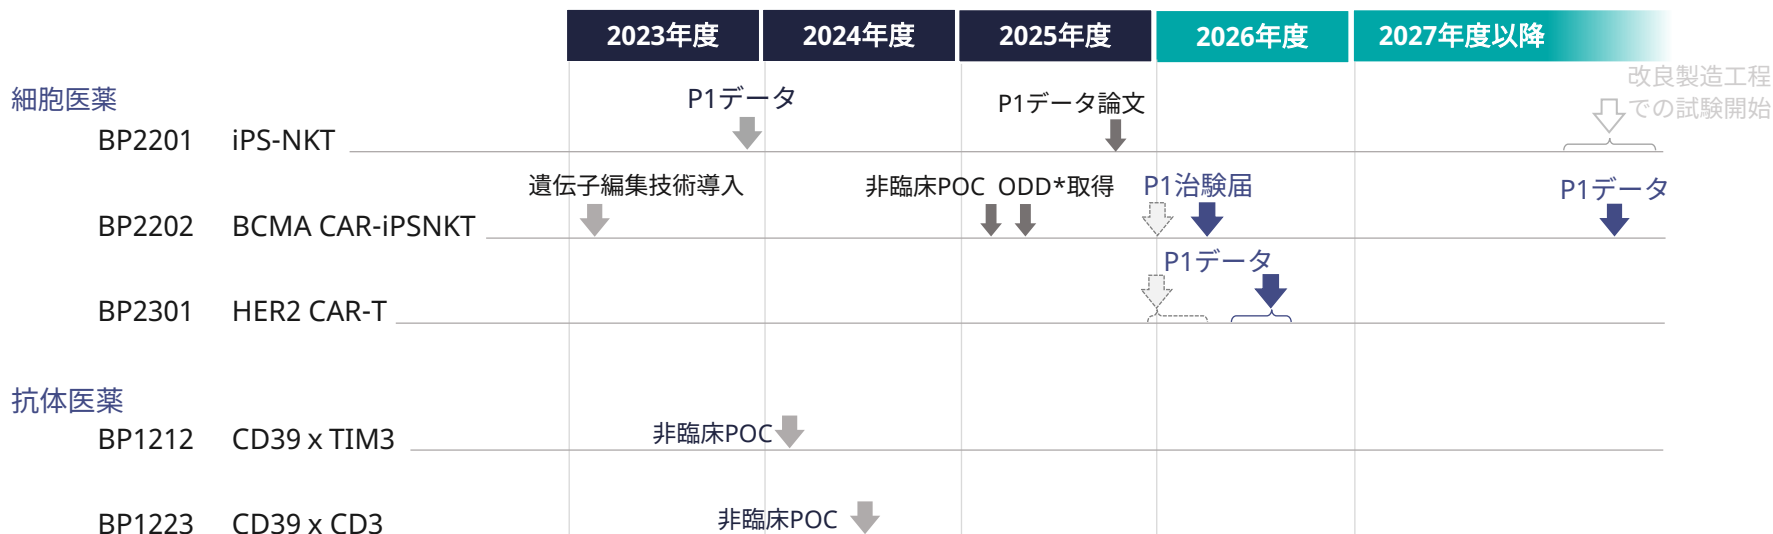 2023年度 2024年度 2025年度 2026年度 2027年度以降
改良製造工程
での試験開始
細胞医薬
P1データ P1データ論文
BP2201 iPS-NKT
遺伝子編集技術導入 非臨床POC ODD*取得 P1治験届 P1データ
BP2202 BCMA CAR-iPSNKT
P1データ
BP2301 HER2 CAR-T
抗体医薬
非臨床POC
BP1212 CD39 x TIM3
非臨床POC
BP1223 CD39 x CD3